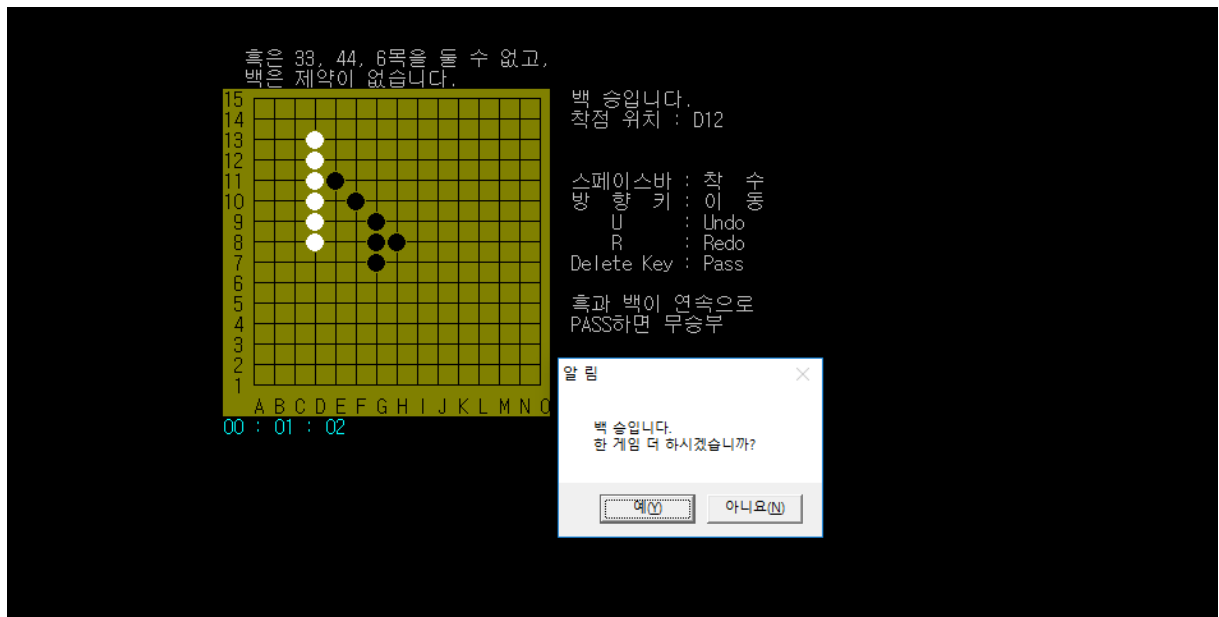 흑은 33, 44, 6목을 둘 수 없고,
백은 제약이 없습니다.
15
14
13
12
11
10
9
8
7
6
5
4
3
2
1
A B C D E F G H I J K L M N O
00 : 01 : 02
백 승입니다.
착점 위치 : D12
스페이스바 : 착 수
방 향 키 : 이 동
U : Undo
R : Redo
Delete Key : Pass
흑과 백이 연속으로
PASS하면 무승부
알 림
백 승입니다.
한 게임 더 하시겠습니까?
예(Y)
아니요(N)